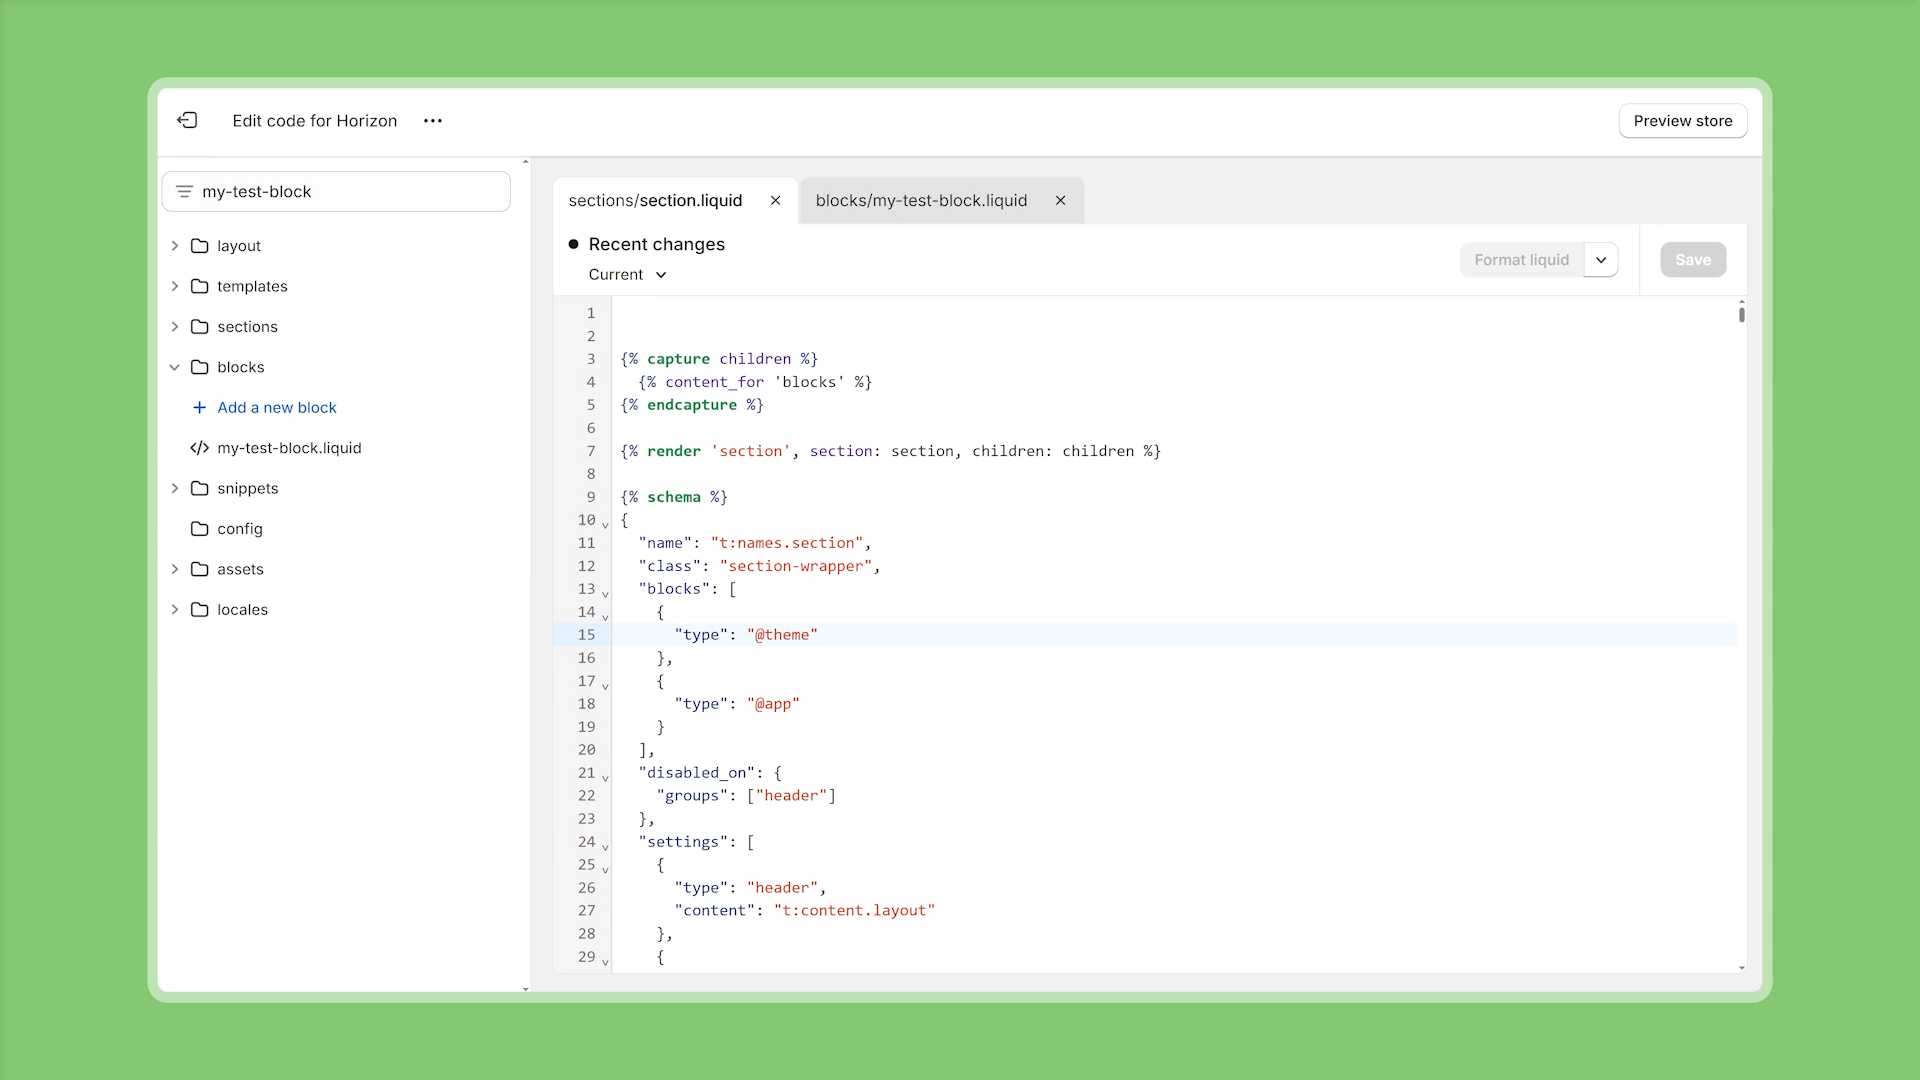 Edit code for Horizon
Preview store
my-test-block
layout
templates
sections
blocks
Add a new block
my-test-block.liquid
snippets
config
assets
locales
sections/section.liquid
blocks/my-test-block.liquid
Recent changes
Current
Format liquid
Save
1
2
3 {% capture children %}
4   {% content_for 'blocks' %}
5 {% endcapture %}
6
7 {% render 'section', section: section, children: children %}
8
9 {% schema %}
10 {
11   "name": "t:names.section",
12   "class": "section-wrapper",
13   "blocks": [
14     {
15       "type": "@theme"
16     },
17     {
18       "type": "@app"
19     }
20   ],
21   "disabled_on": {
22     "groups": ["header"]
23   },
24   "settings": [
25     {
26       "type": "header",
27       "content": "t:content.layout"
28     },
29     {